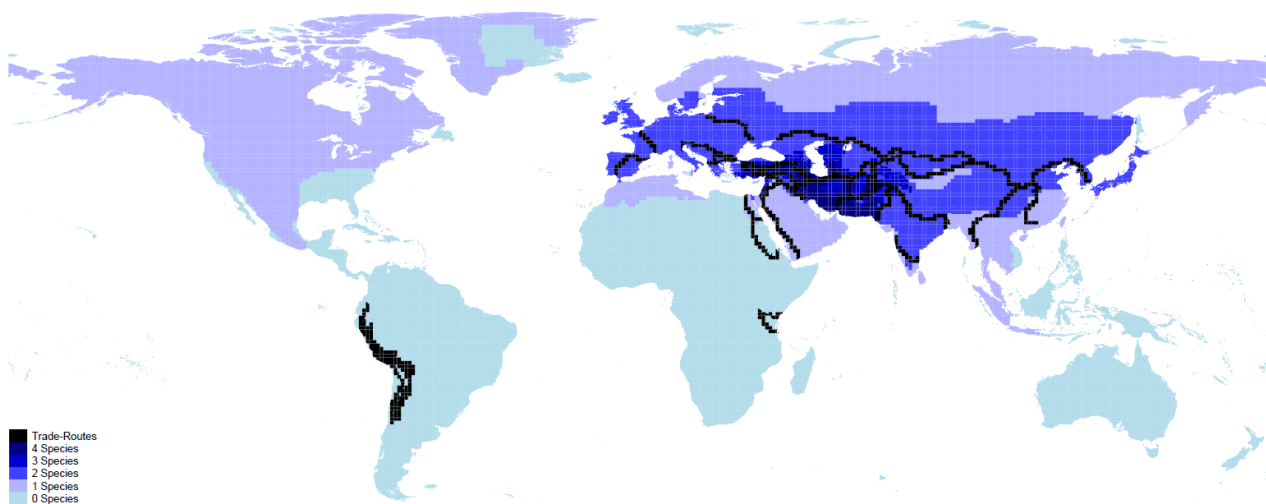 Trade-Routes
4 Species
3 Species
2 Species
1 Species
0 Species